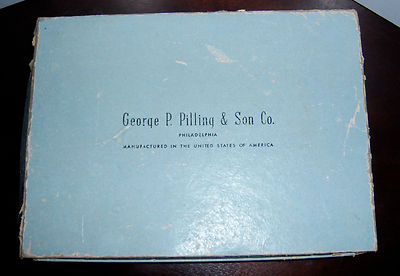 George P. Pilling & Son Co.
PHILADELPHIA
MANUFACTURED IN THE UNITED STATES OF AMERICA